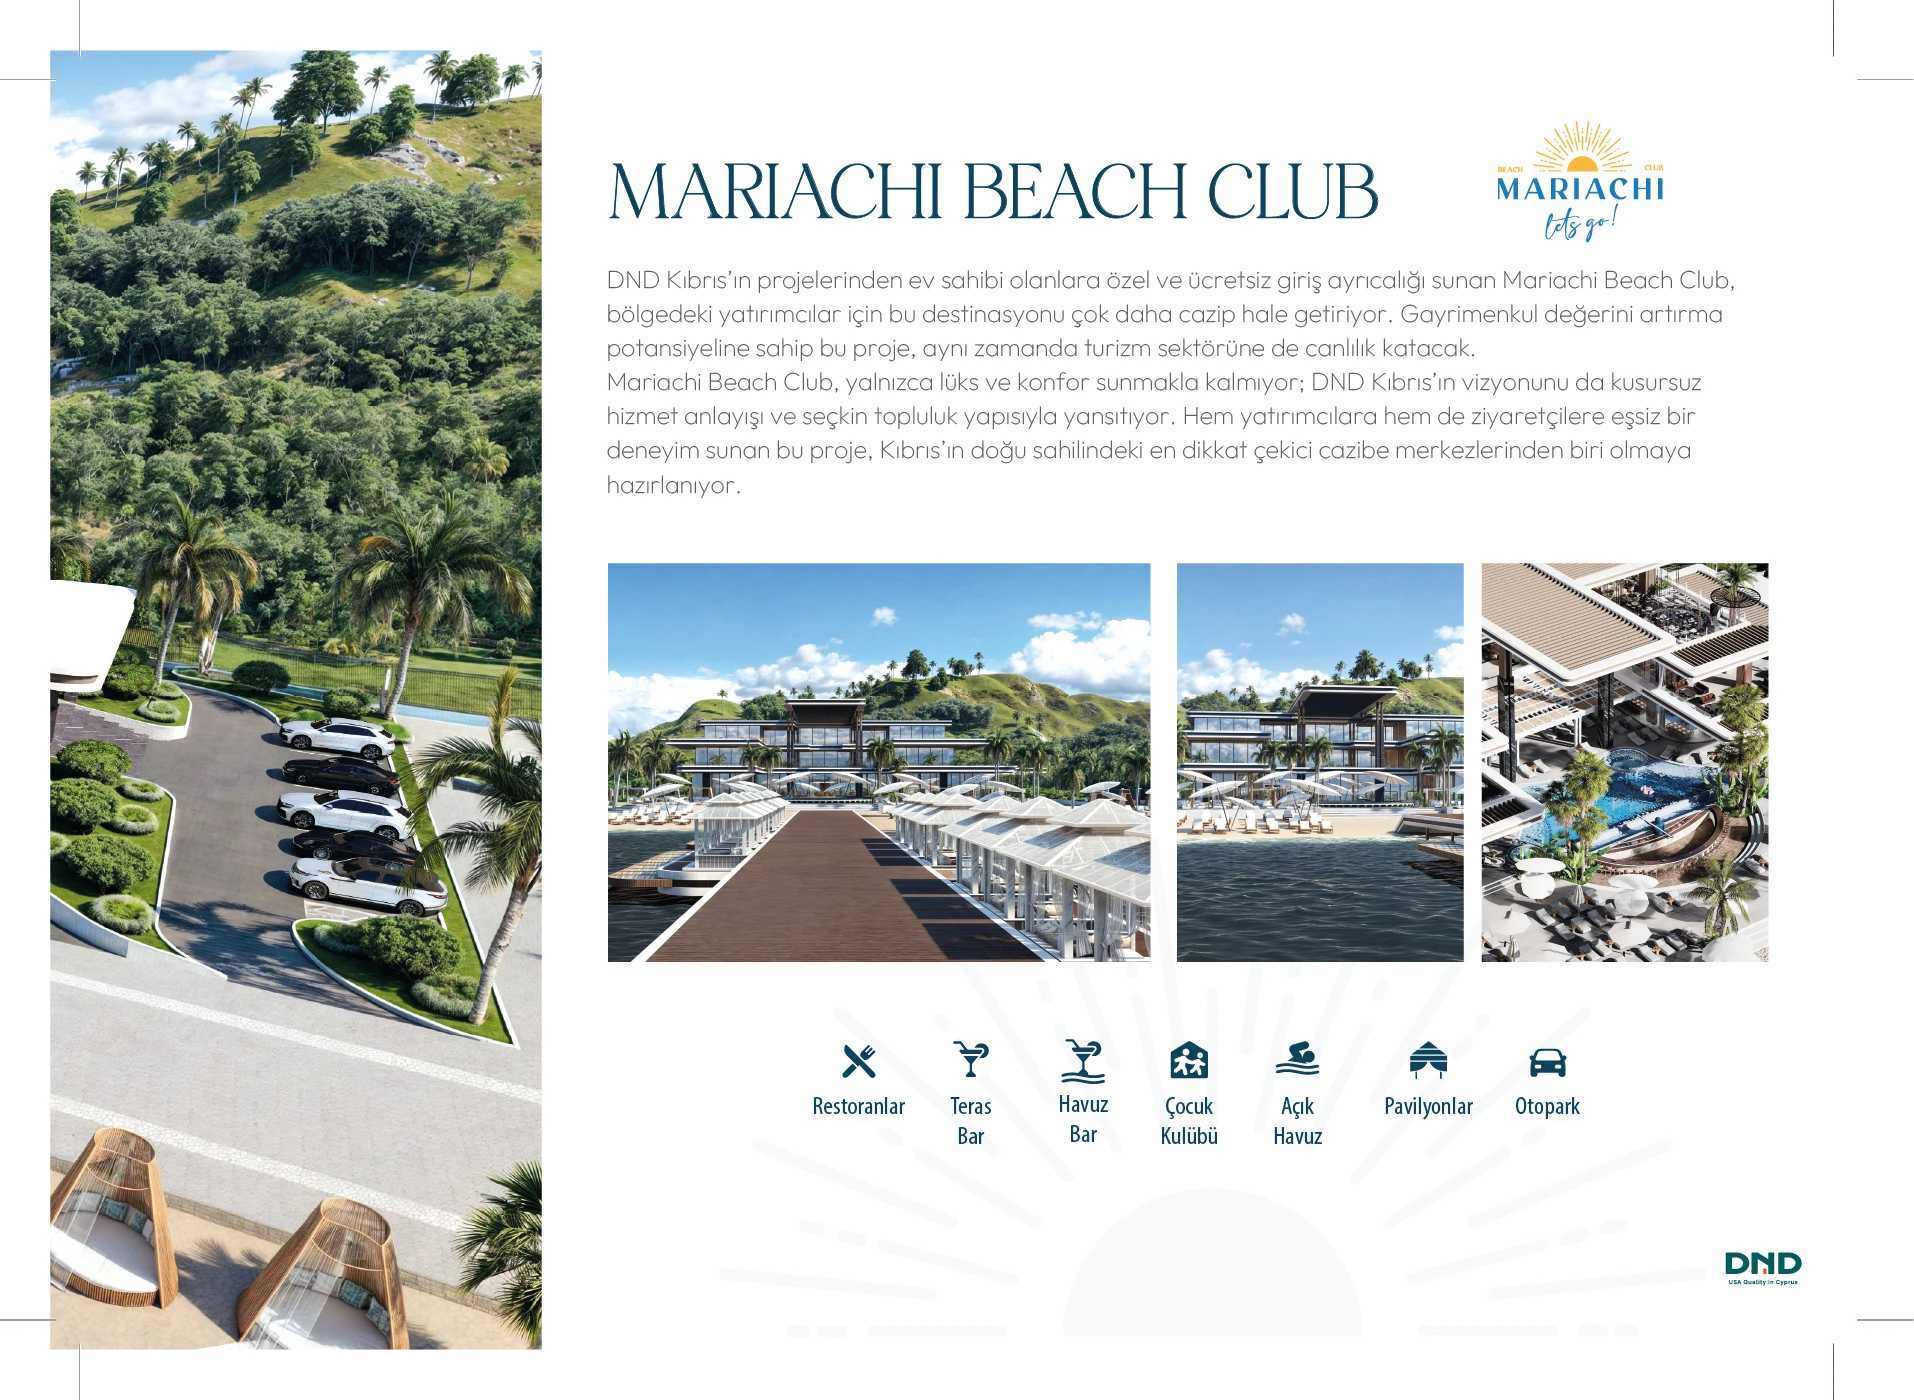 MARIACHI BEACH CLUB
BEACH CLUB
MARIACHI
lets go!
DND Kıbrıs’ın projelerinden ev sahibi olanlara özel ve ücretsiz giriş ayrıcalığı sunan Mariachi Beach Club,
bölgedeki yatırımcılar için bu destinasyonu çok daha cazip hale getiriyor. Gayrimenkul değerini artırma
potansiyeline sahip bu proje, aynı zamanda turizm sektörüne de canlılık katacak.
Mariachi Beach Club, yalnızca lüks ve konfor sunmakla kalmıyor; DND Kıbrıs’ın vizyonunu da kusursuz
hizmet anlayışı ve seçkin topluluk yapısıyla yansıtıyor. Hem yatırımcılara hem de ziyaretçilere eşsiz bir
deneyim sunan bu proje, Kıbrıs’ın doğu sahilindeki en dikkat çekici cazibe merkezlerinden biri olmaya
hazırlanıyor.
Restoranlar
Teras
Bar
Havuz
Bar
Çocuk
Kulübü
Açık
Havuz
Pavilyonlar
Otopark
DND
USA Quality in Cyprus